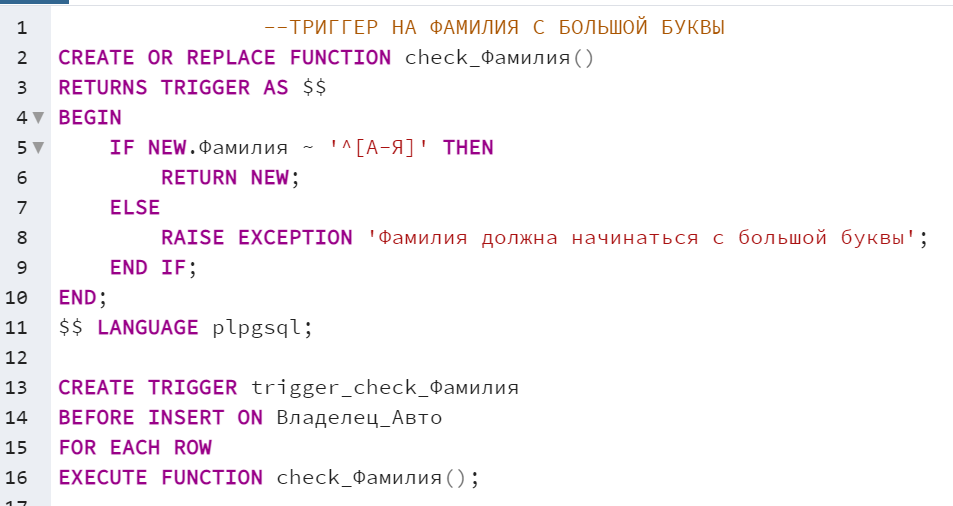 1 --ТРИГГЕР НА ФАМИЛИЯ С БОЛЬШОЙ БУКВЫ
2 CREATE OR REPLACE FUNCTION check_Фамилия()
3 RETURNS TRIGGER AS $$
4 BEGIN
5 IF NEW.Фамилия ~ '^[А-Я]' THEN
6 RETURN NEW;
7 ELSE
8 RAISE EXCEPTION 'Фамилия должна начинаться с большой буквы';
9 END IF;
10 END;
11 $$ LANGUAGE plpgsql;
12
13 CREATE TRIGGER trigger_check_Фамилия
14 BEFORE INSERT ON Владелец_Авто
15 FOR EACH ROW
16 EXECUTE FUNCTION check_Фамилия();
17